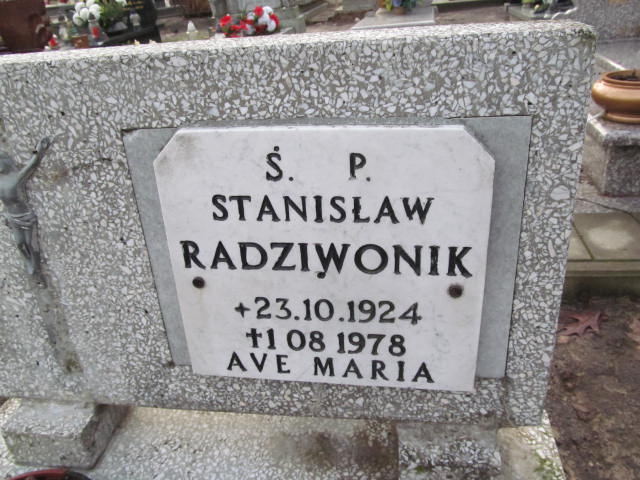 Ś. P.
STANISŁAW
RADZIWONIK
+23.10.1924
✝1 08 1978
AVE MARIA